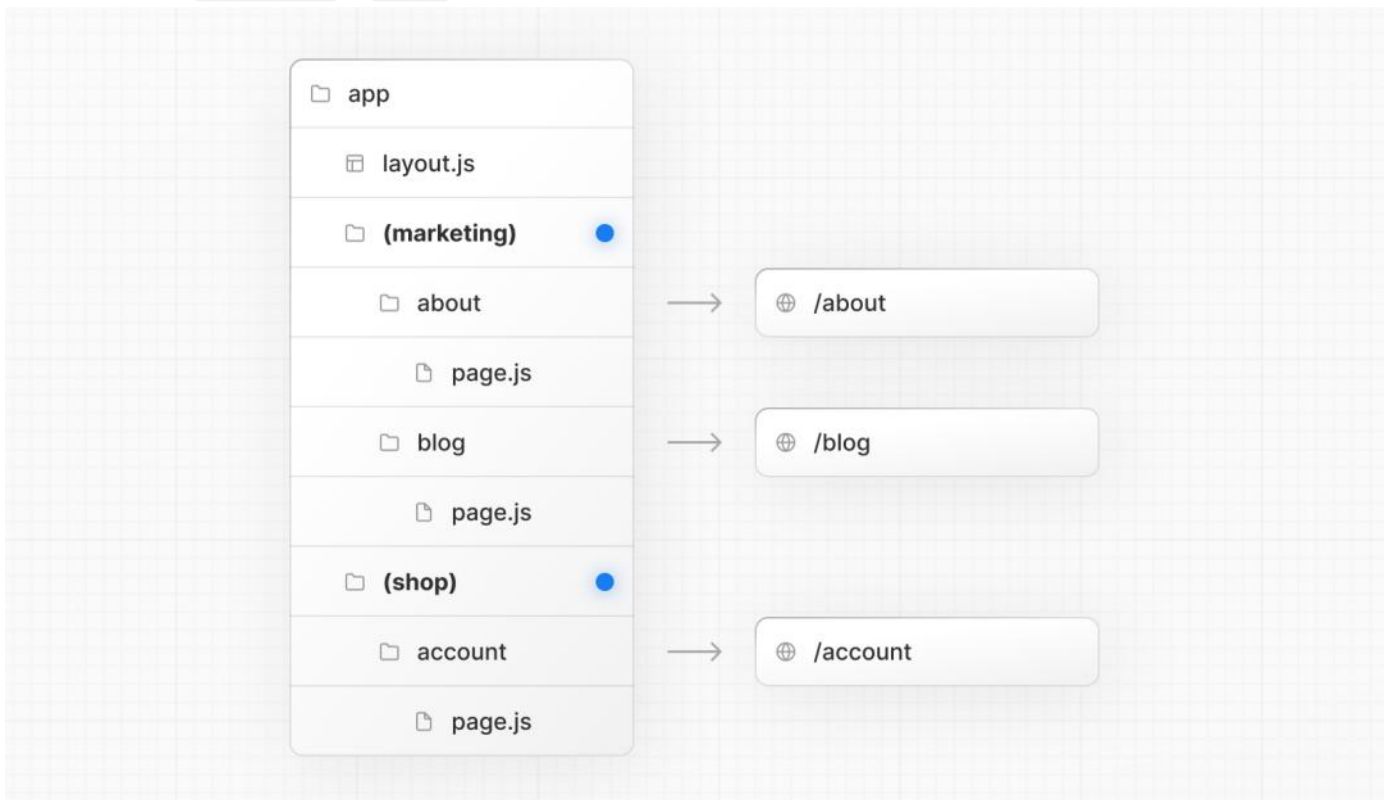 app
layout.js
(marketing)
about
/about
page.js
blog
/blog
page.js
(shop)
account
/account
page.js